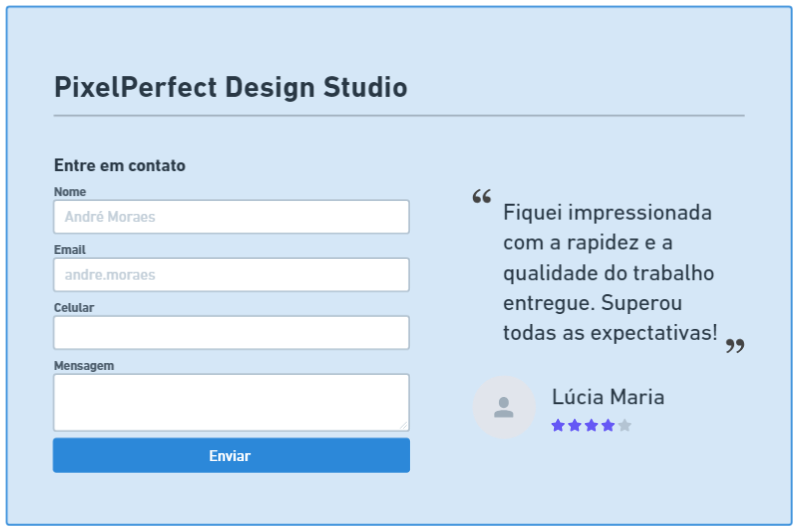 PixelPerfect Design Studio
Entre em contato
Nome
André Moraes
Email
andre.moraes
Celular
Mensagem
Enviar
“ Fiquei impressionada
com a rapidez e a
qualidade do trabalho
entregue. Superou
todas as expectativas! ”
Lúcia Maria